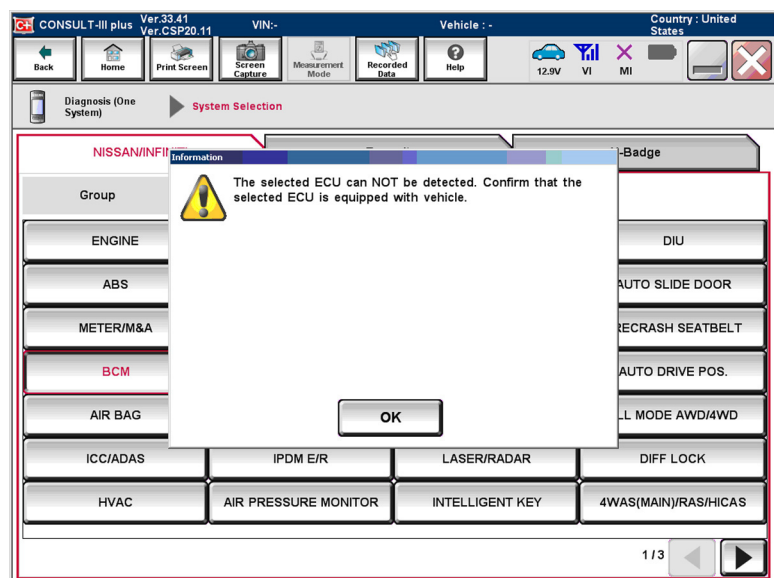 CONSULT-III plus Ver.33.41 VIN:- Vehicle : - Country : United
Ver.CSP20.11 States
Back Home Print Screen Screen Capture Measurement Mode Recorded Data Help 12.9V VI MI
Diagnosis (One System) System Selection
NISSAN/INFINITI -Badge
Information
The selected ECU can NOT be detected. Confirm that the
selected ECU is equipped with vehicle.
Group
ENGINE DIU
ABS AUTO SLIDE DOOR
METER/M&A RECRASH SEATBELT
BCM AUTO DRIVE POS.
AIR BAG LL MODE AWD/4WD
OK
ICC/ADAS IPDM E/R LASER/RADAR DIFF LOCK
HVAC AIR PRESSURE MONITOR INTELLIGENT KEY 4WAS(MAIN)/RAS/HICAS
1/3